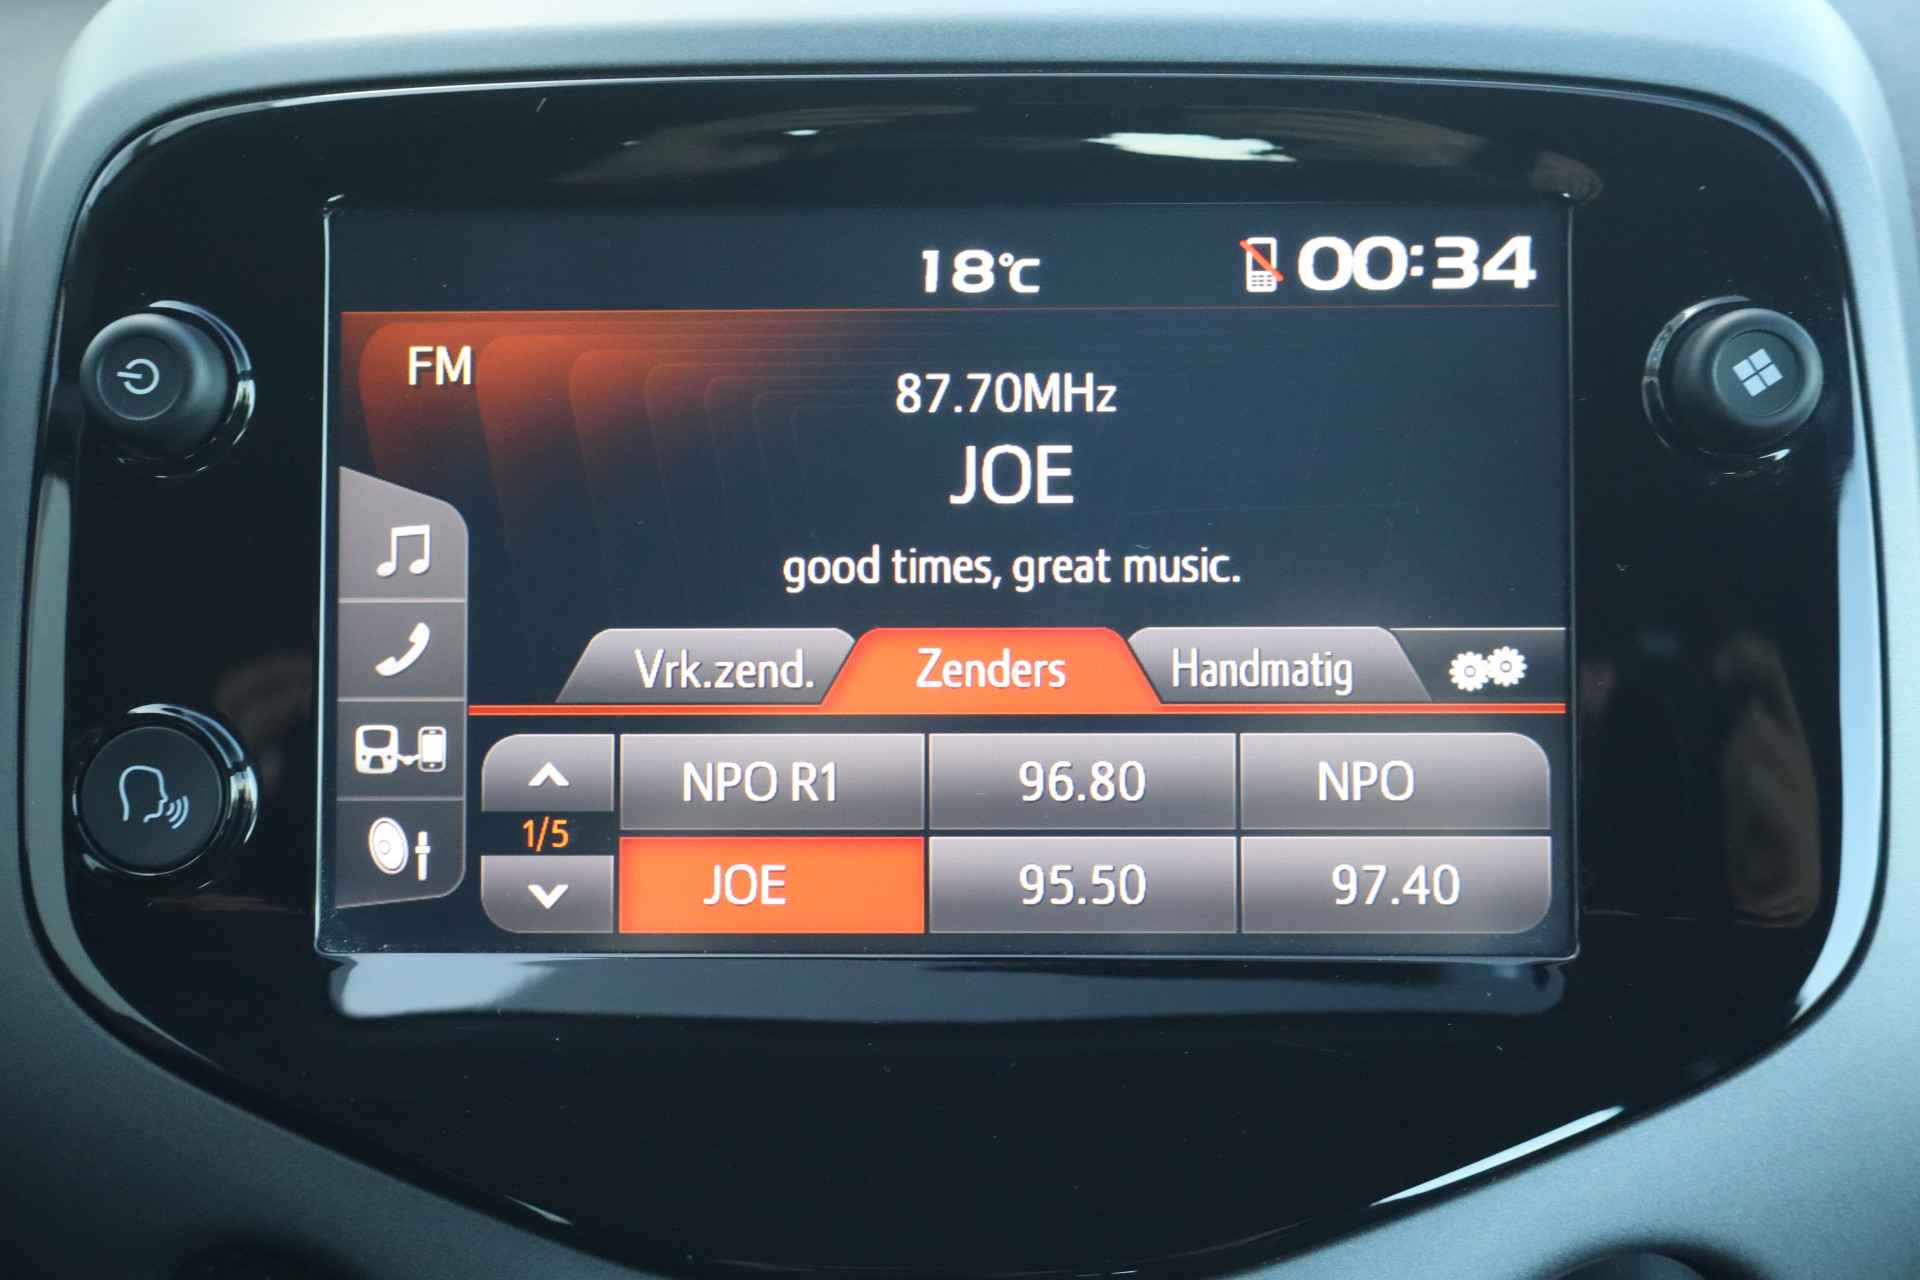 18°C 00:34
FM
87.70MHz
JOE
good times, great music.
Vrk.zend. Zenders Handmatig
NPO R1 96.80 NPO
1/5
JOE 95.50 97.40